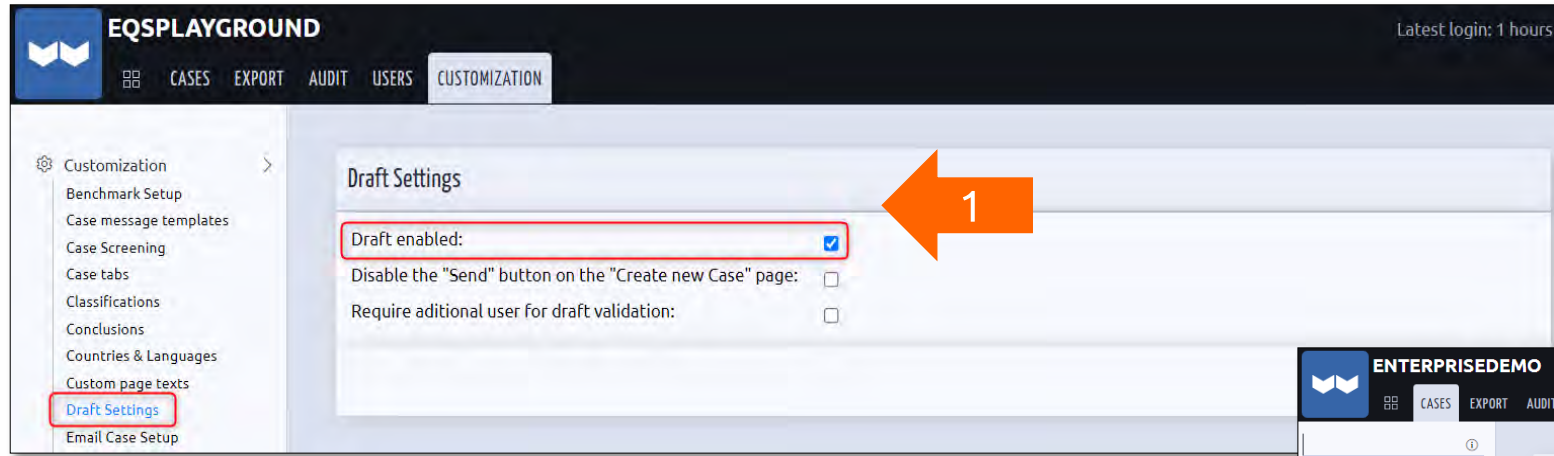 EQSPLAYGROUND
Latest login: 1 hours
CASES EXPORT AUDIT USERS CUSTOMIZATION
Customization
Benchmark Setup
Case message templates
Case Screening
Case tabs
Classifications
Conclusions
Countries & Languages
Custom page texts
Draft Settings
Email Case Setup
Draft Settings
Draft enabled:
Disable the "Send" button on the "Create new Case" page:
Require aditional user for draft validation:
1
ENTERPRISEDEMO
CASES EXPORT AUDIT